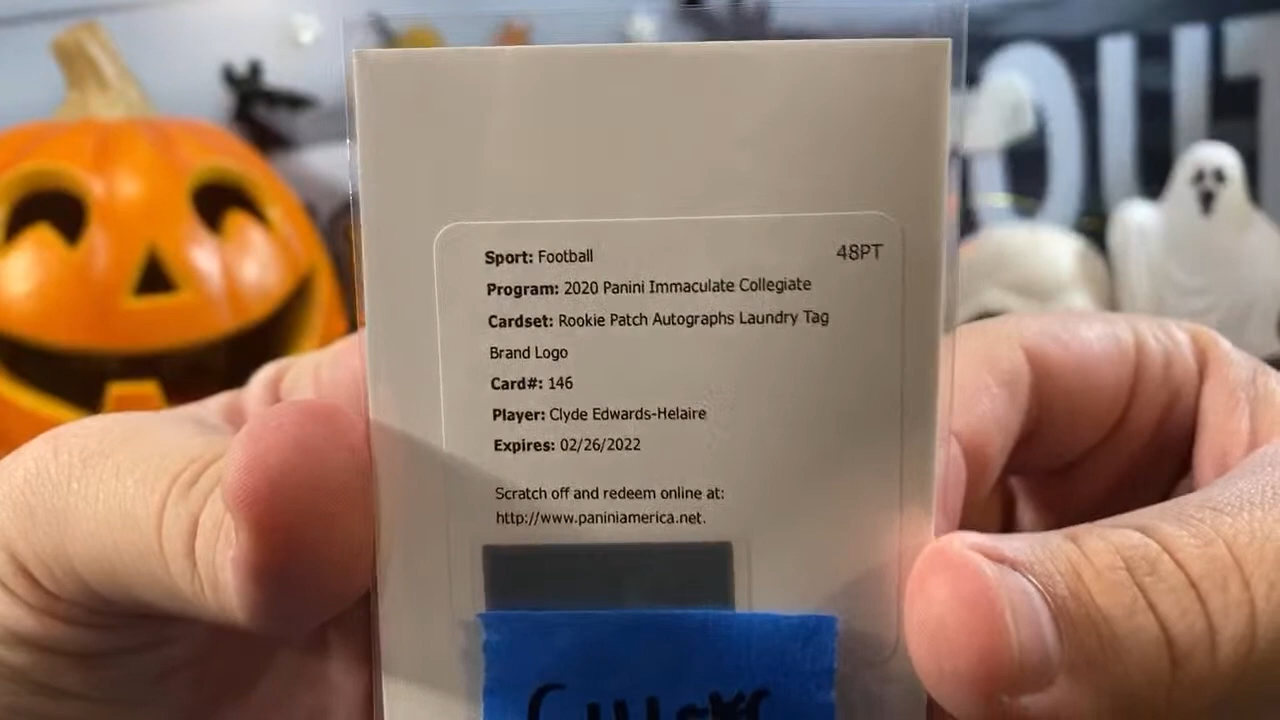 Sport: Football
48PT
Program: 2020 Panini Immaculate Collegiate
Cardset: Rookie Patch Autographs Laundry Tag
Brand Logo
Card#: 146
Player: Clyde Edwards-Helaire
Expires: 02/26/2022
Scratch off and redeem online at:
http://www.paniniamerica.net.